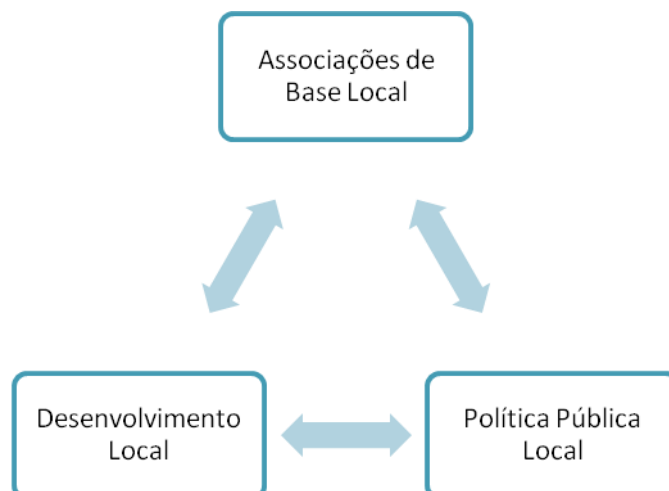 Associações de
Base Local
Desenvolvimento
Local
Política Pública
Local